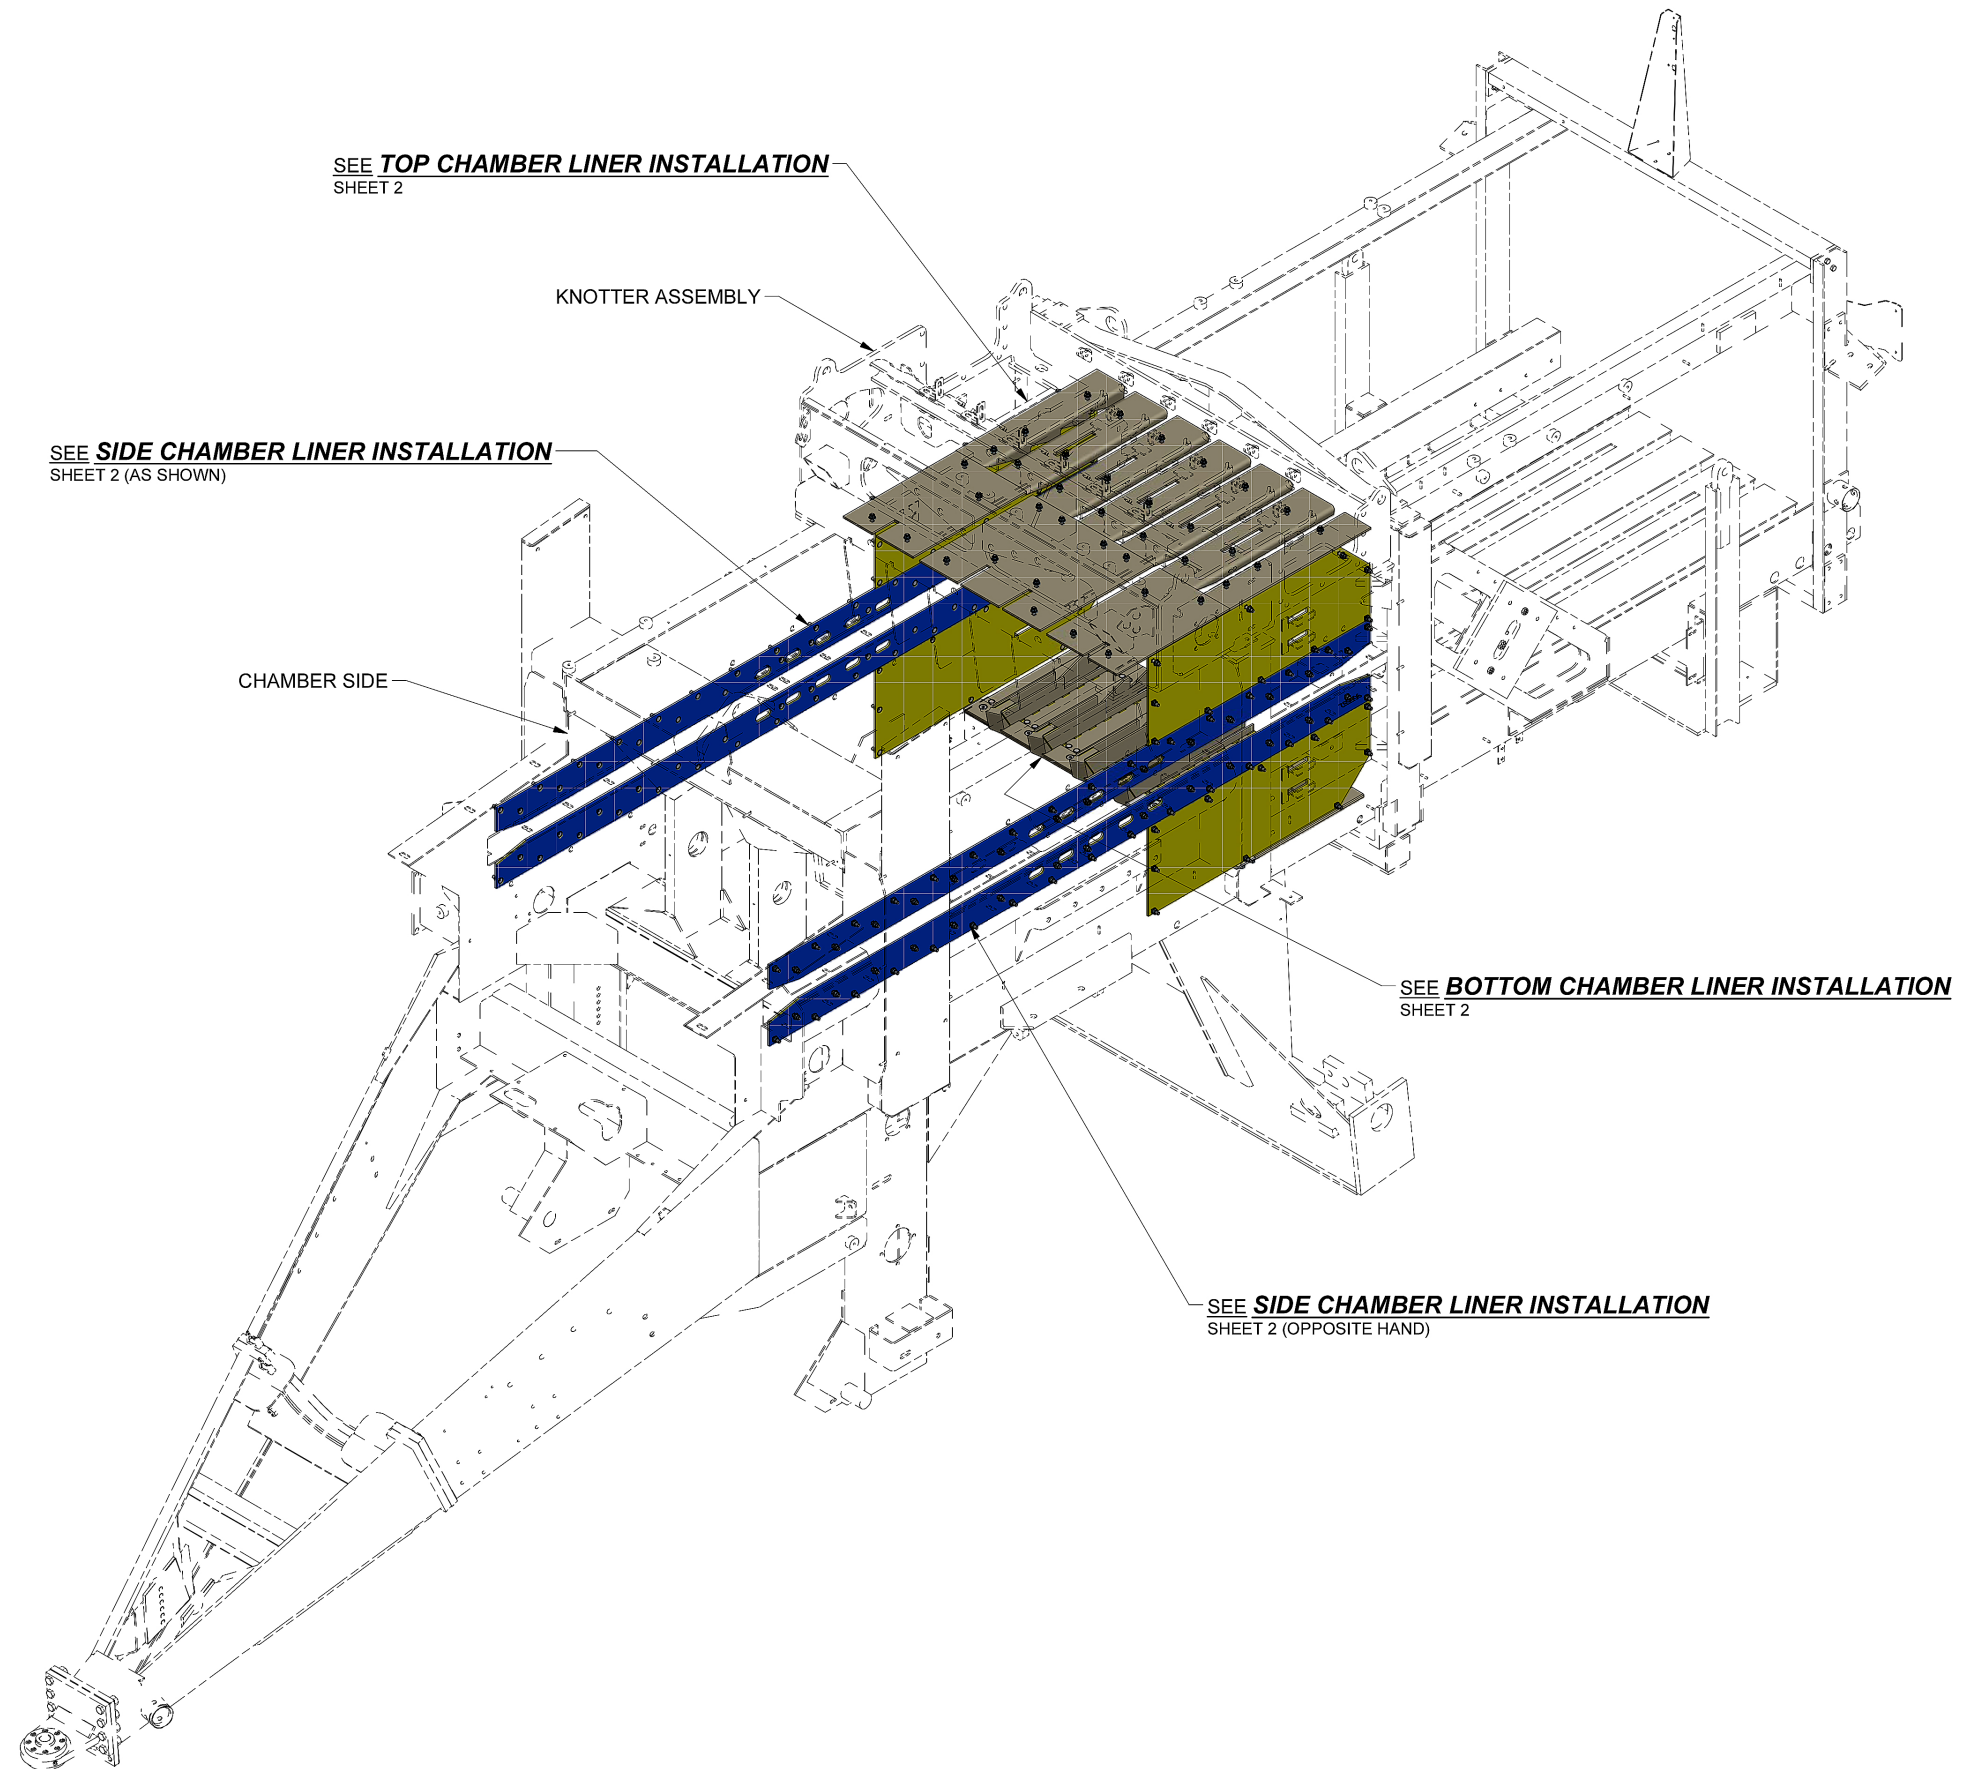 SEE TOP CHAMBER LINER INSTALLATION
SHEET 2
KNOTTER ASSEMBLY
SEE SIDE CHAMBER LINER INSTALLATION
SHEET 2 (AS SHOWN)
CHAMBER SIDE
SEE BOTTOM CHAMBER LINER INSTALLATION
SHEET 2
SEE SIDE CHAMBER LINER INSTALLATION
SHEET 2 (OPPOSITE HAND)